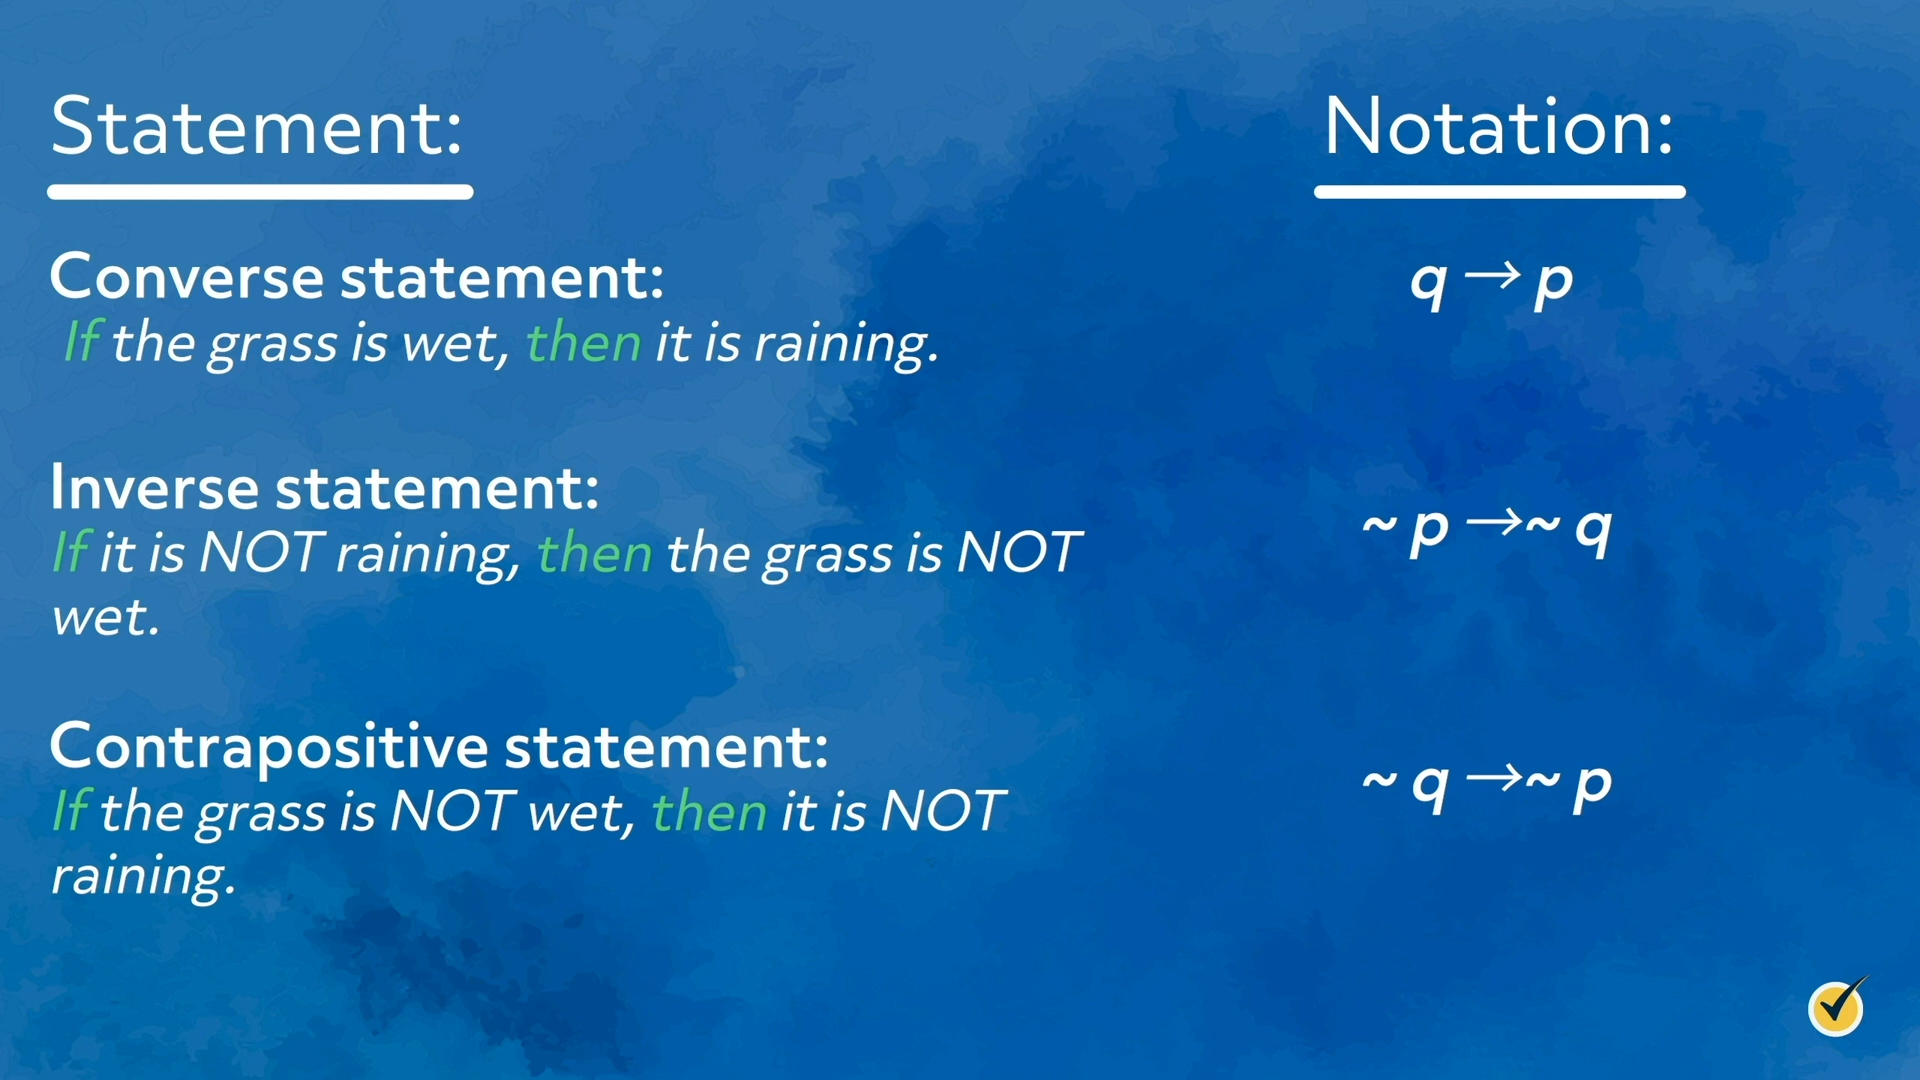 Statement:
Notation:
Converse statement:
q → p
If the grass is wet, then it is raining.
Inverse statement:
If it is NOT raining, then the grass is NOT
wet.
~ p →~ q
Contrapositive statement:
If the grass is NOT wet, then it is NOT
raining.
~ q →~ p